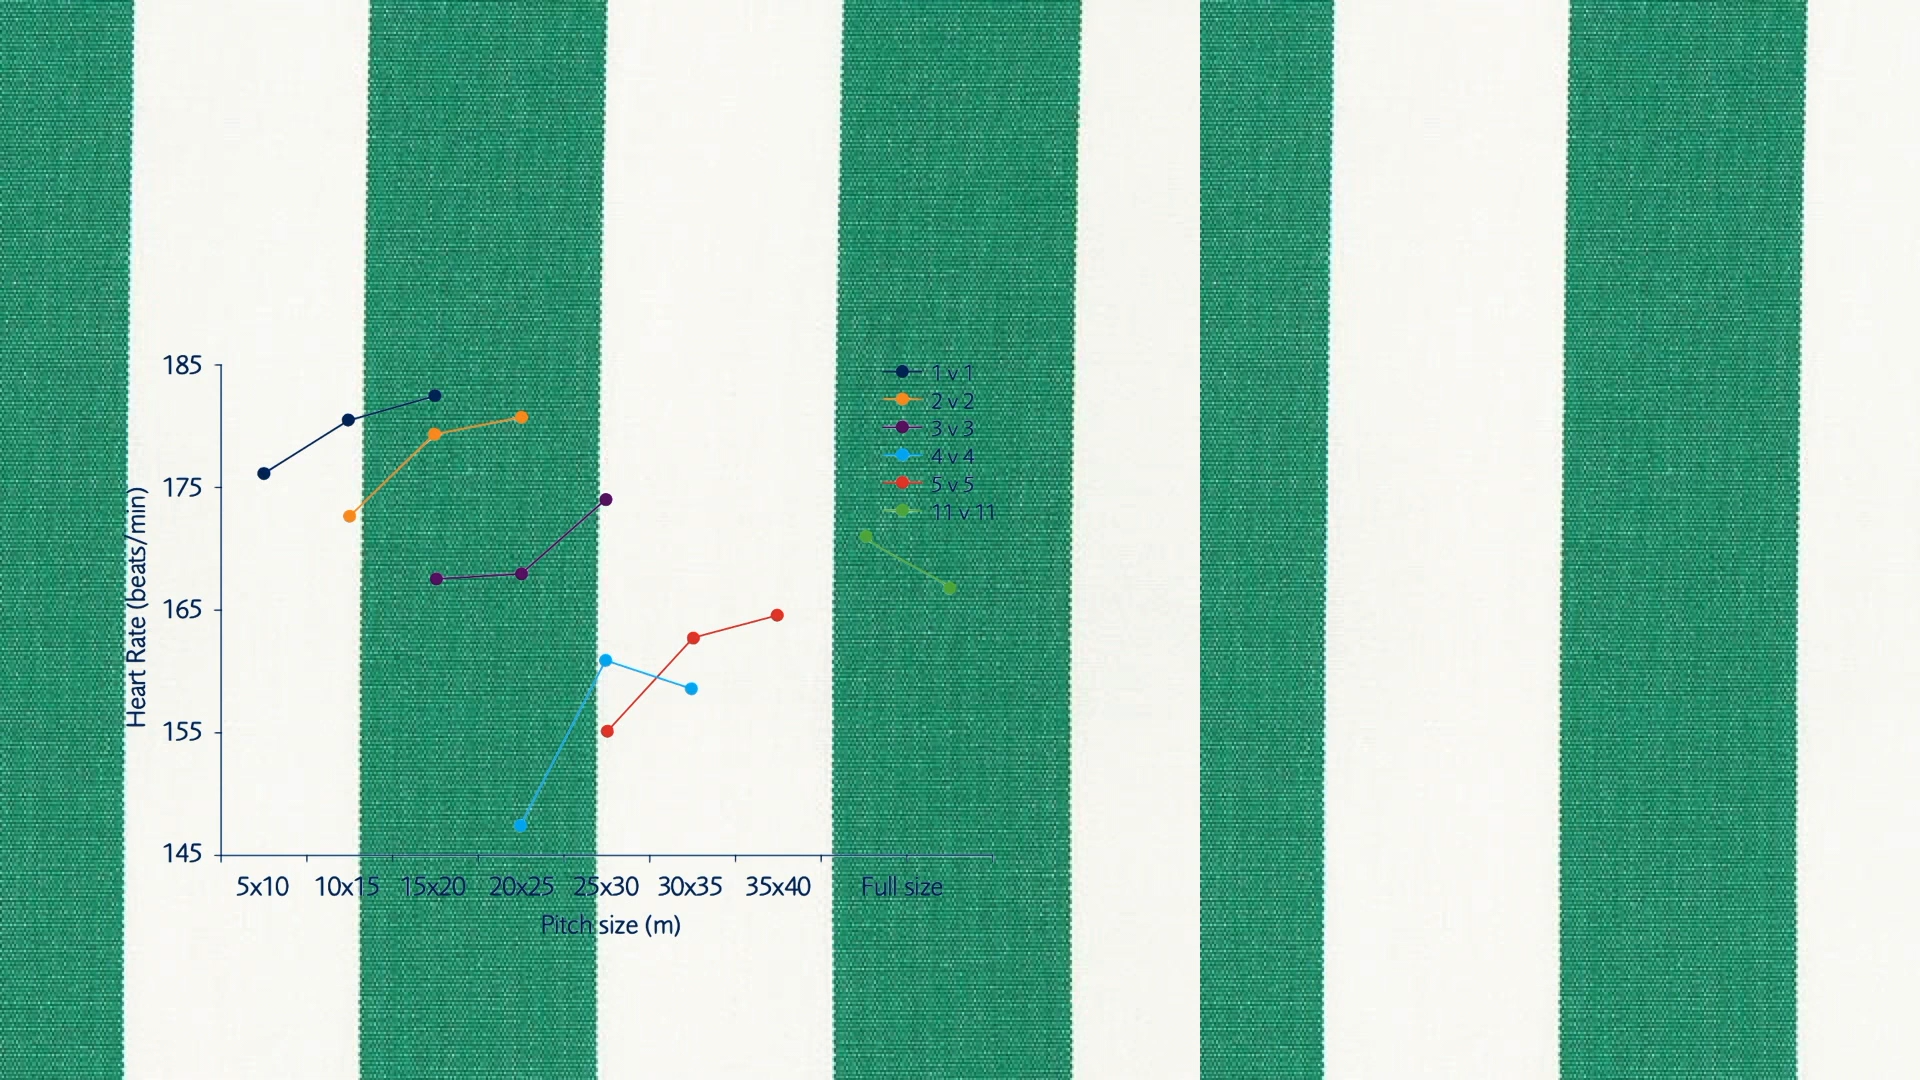 185
175
165
155
145
Heart Rate (beats/min)
1 v 1
2 v 2
3 v 3
4 v 4
5 v 5
11 v 11
5x10 10x15 15x20 20x25 25x30 30x35 35x40 Full size
Pitch size (m)